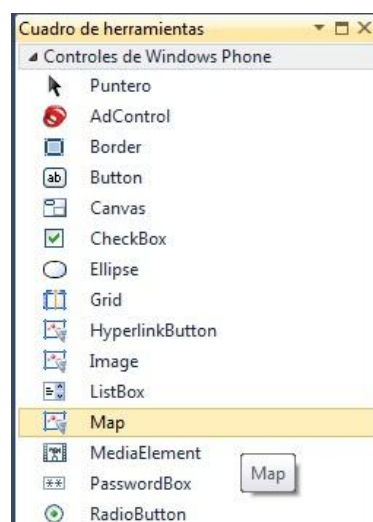 Cuadro de herramientas
Controles de Windows Phone
Puntero
AdControl
Border
ab Button
Canvas
CheckBox
Ellipse
Grid
HyperlinkButton
Image
ListBox
Map
MediaElement
Map
** PasswordBox
RadioButton